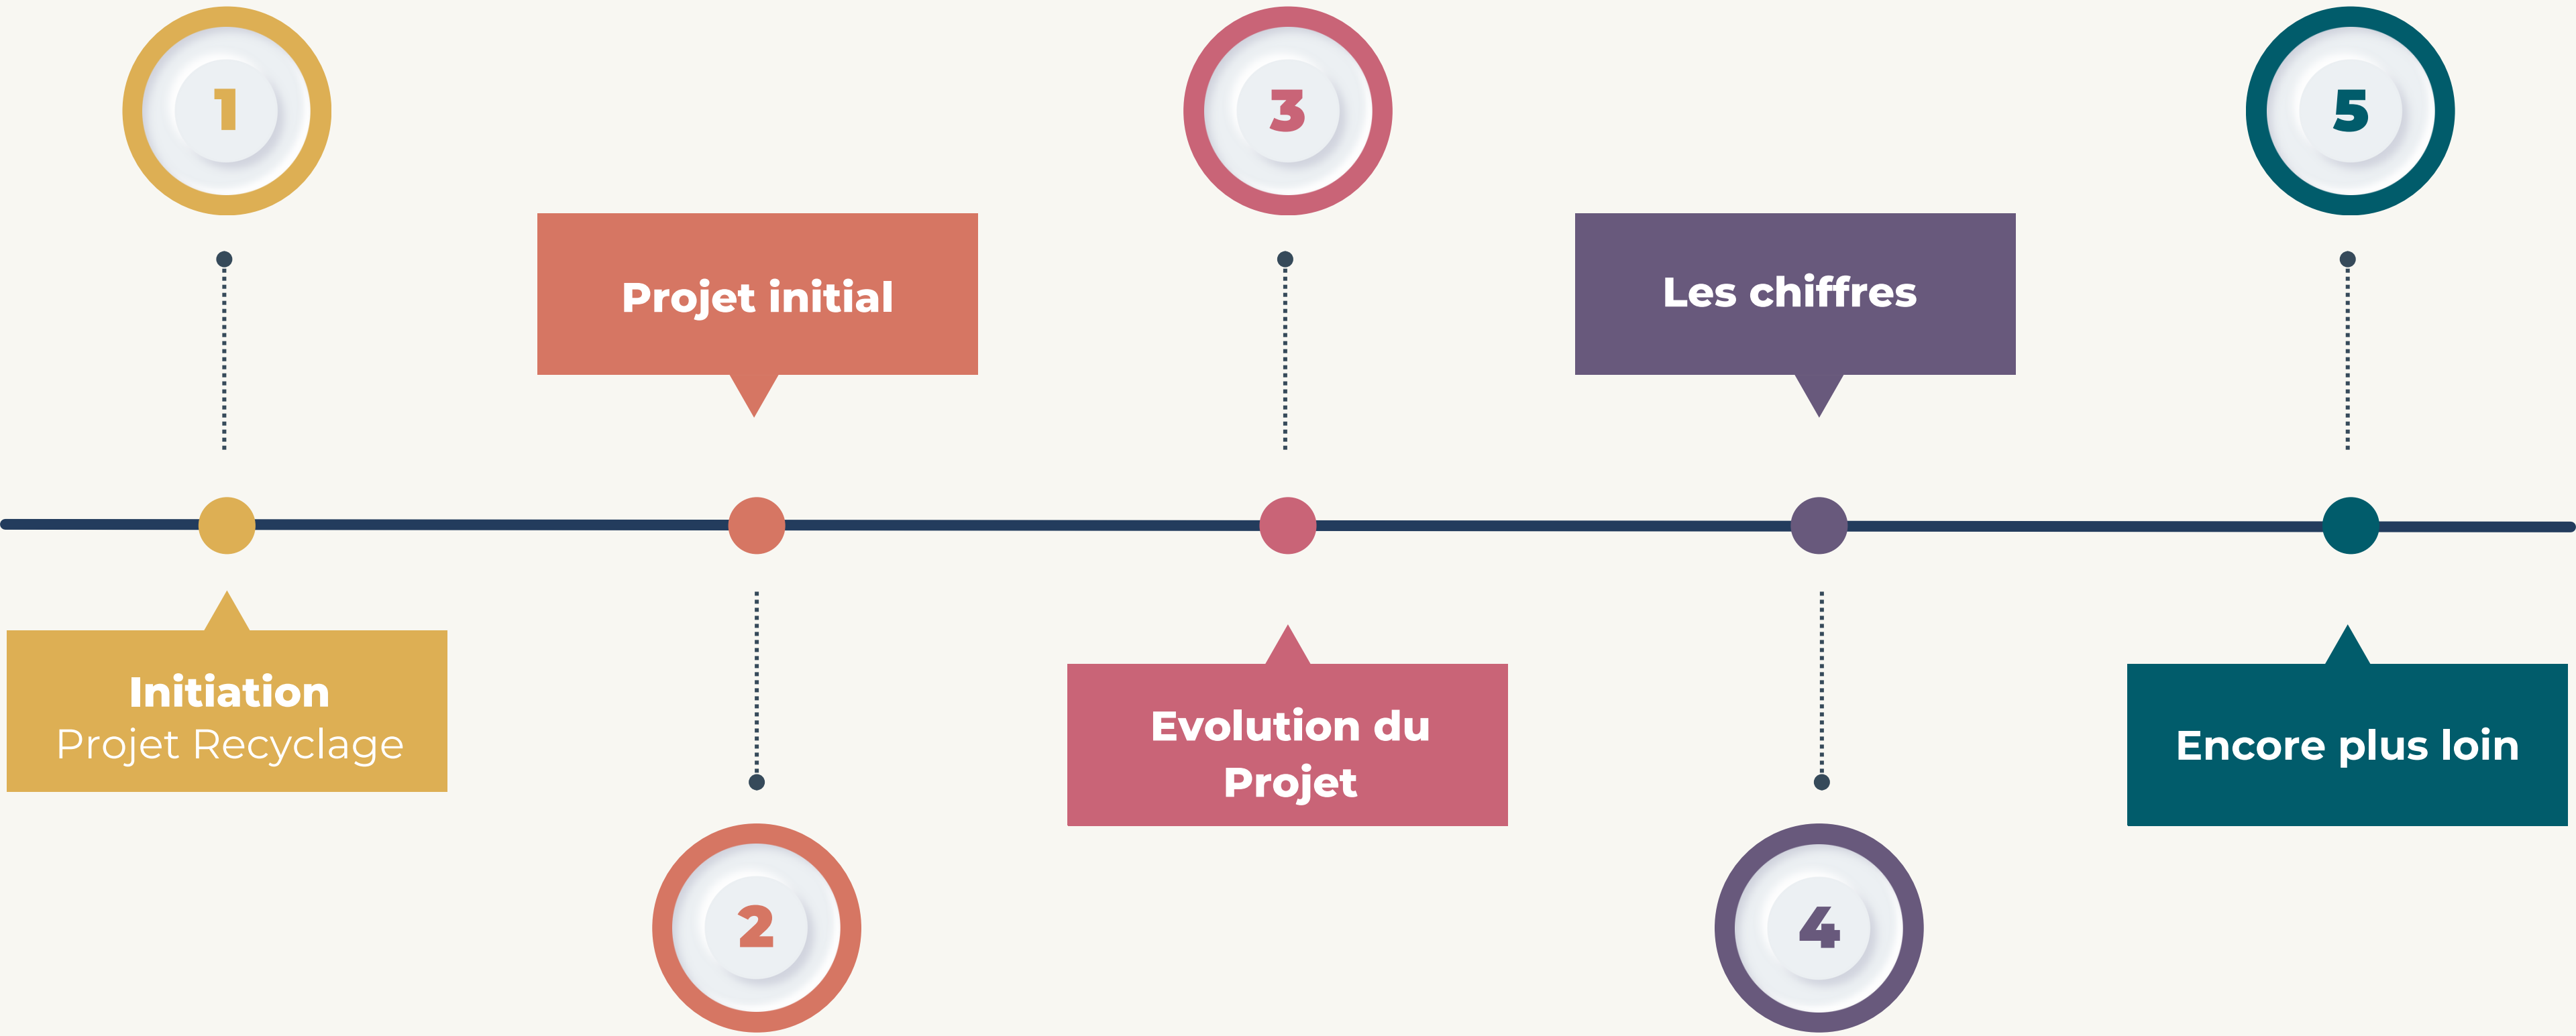 1
Initiation
Projet Recyclage
2
Projet initial
3
Evolution du
Projet
4
Les chiffres
5
Encore plus loin